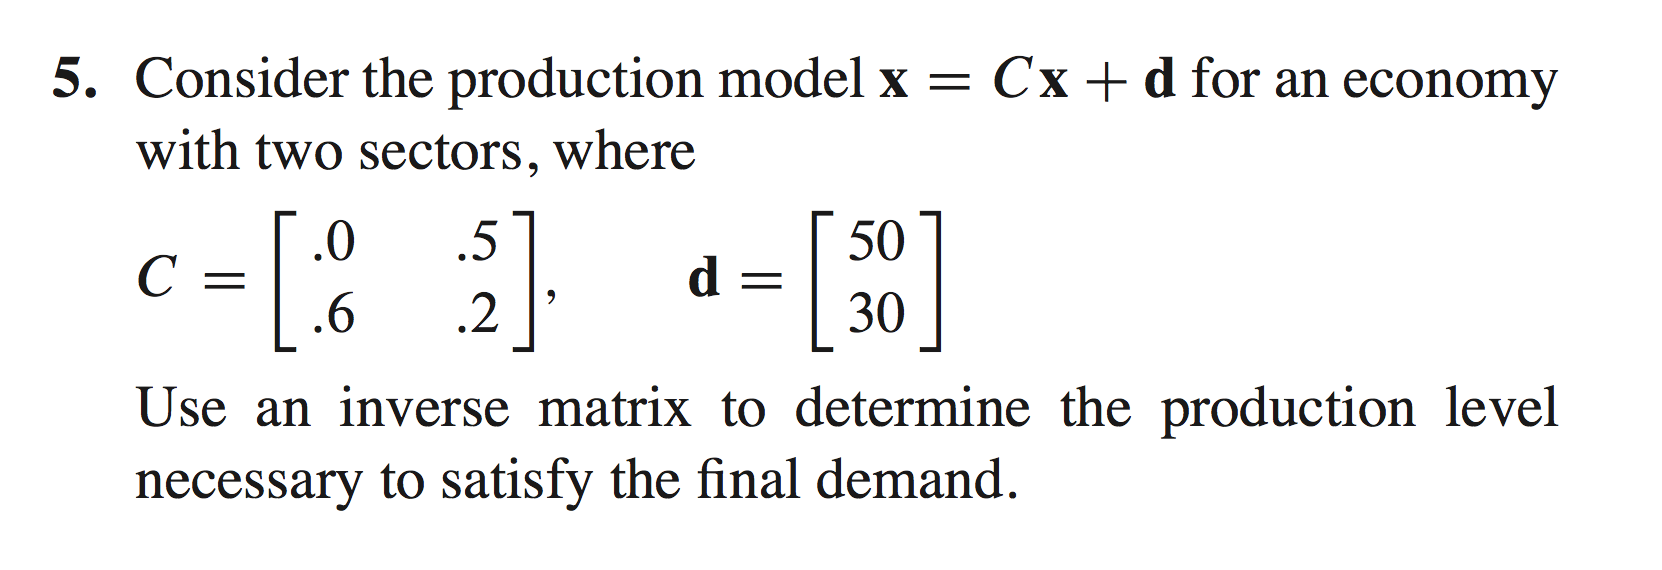 5. Consider the production model x = Cx + d for an economy
with two sectors, where
C = [ .0 .5 ; .6 .2 ], d = [ 50 ; 30 ]
Use an inverse matrix to determine the production level
necessary to satisfy the final demand.